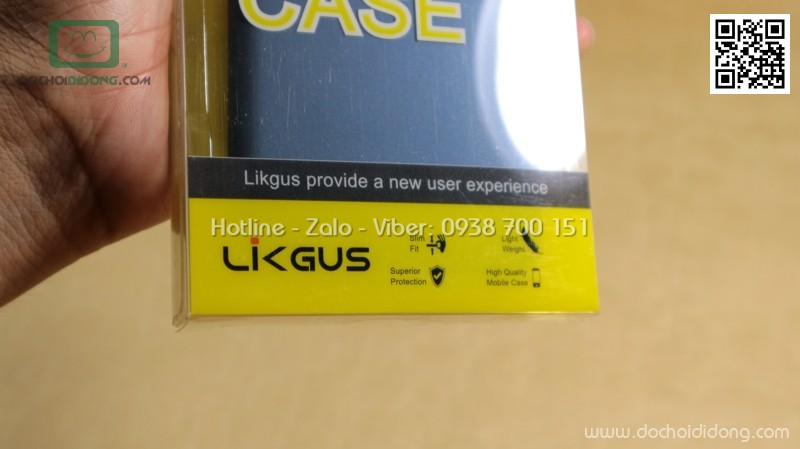 CASE
DOCHOIDIDONG.COM
Likgus provide a new user experience
Hotline - Zalo - Viber: 0938 700 151
LIKGUS
Slim
Fit
Light
Weight
Superior
Protection
High Quality
Mobile Case
www.dochoididong.com